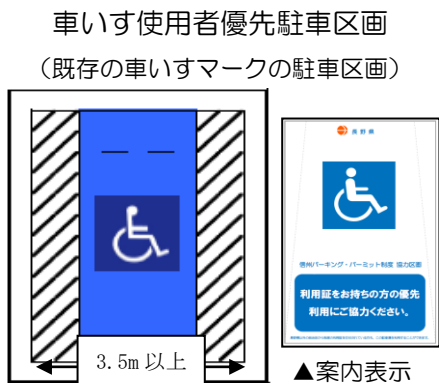 車いす使用者優先駐車区画
（既存の車いすマークの駐車区画）
3.5m以上
長野県
信州パーキング・パーミット制度 協力区画
利用証をお持ちの方の優先
利用にご協力ください。
▲案内表示